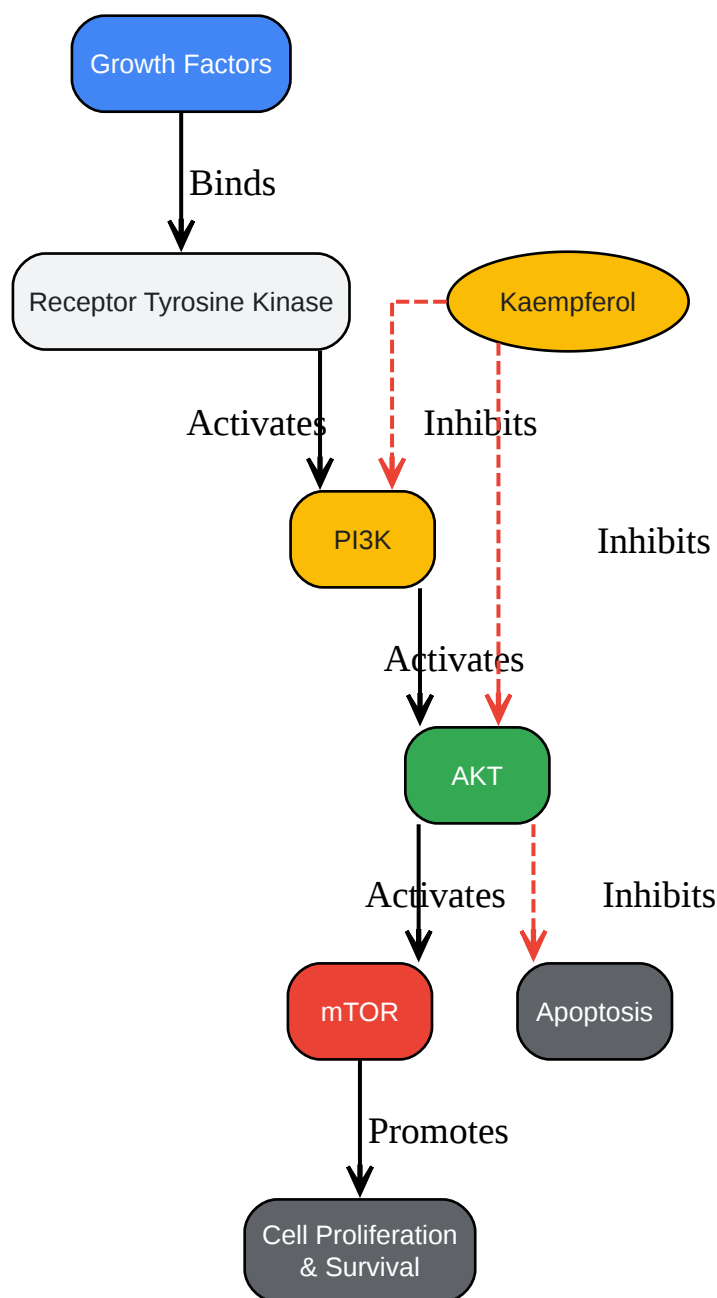 Growth Factors
Binds
Receptor Tyrosine Kinase
Kaempferol
Activates
Inhibits
PI3K
Inhibits
Activates
AKT
Activates
Inhibits
mTOR
Apoptosis
Promotes
Cell Proliferation
& Survival